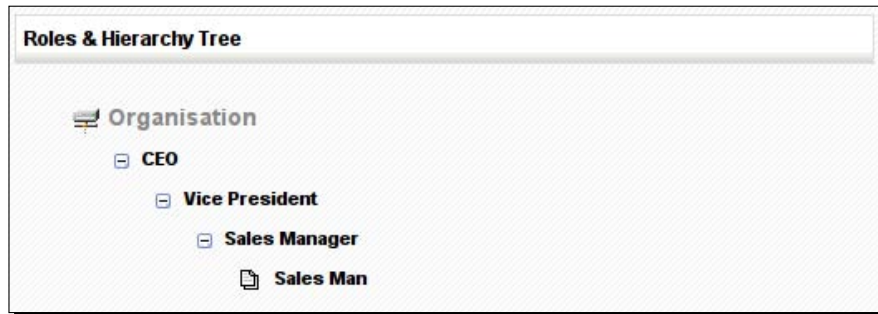 Roles & Hierarchy Tree
Organisation
CEO
Vice President
Sales Manager
Sales Man